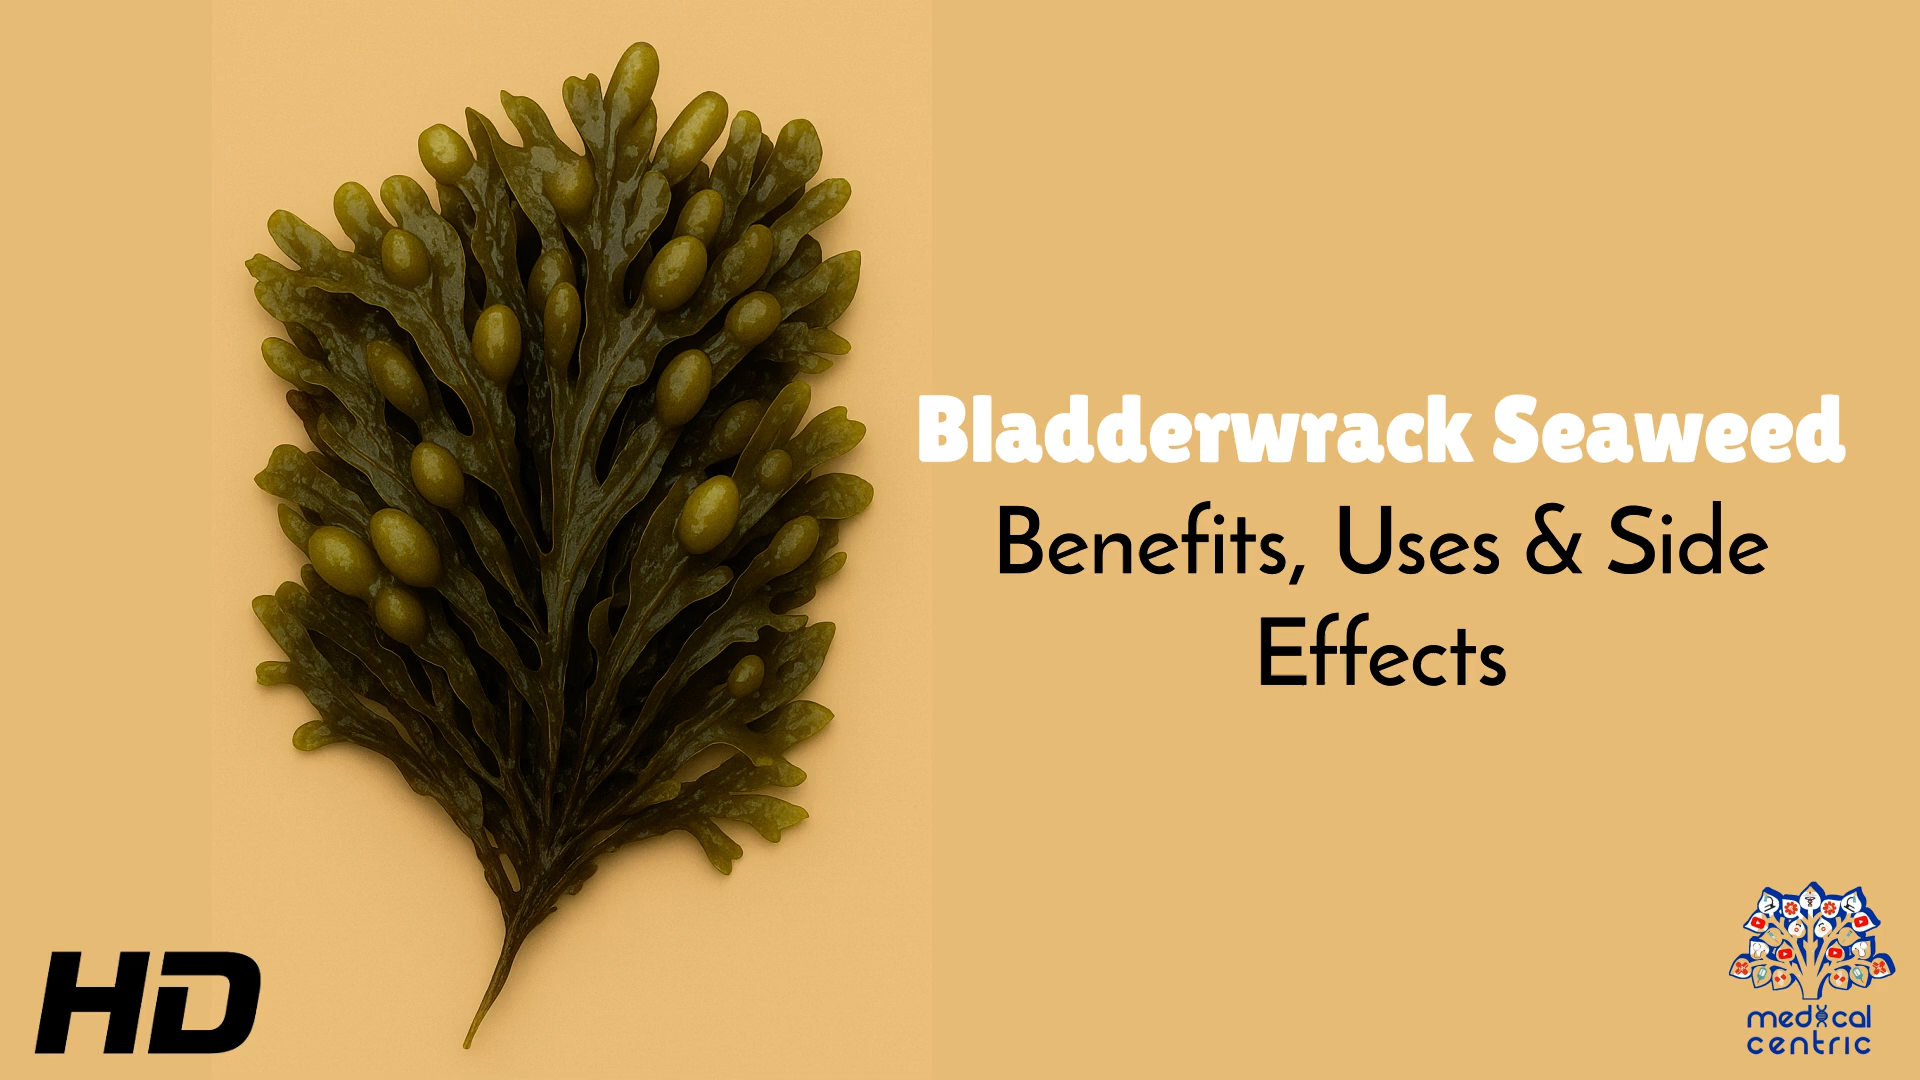 Bladderwrack Seaweed
Benefits, Uses & Side
Effects
HD
medical
centric